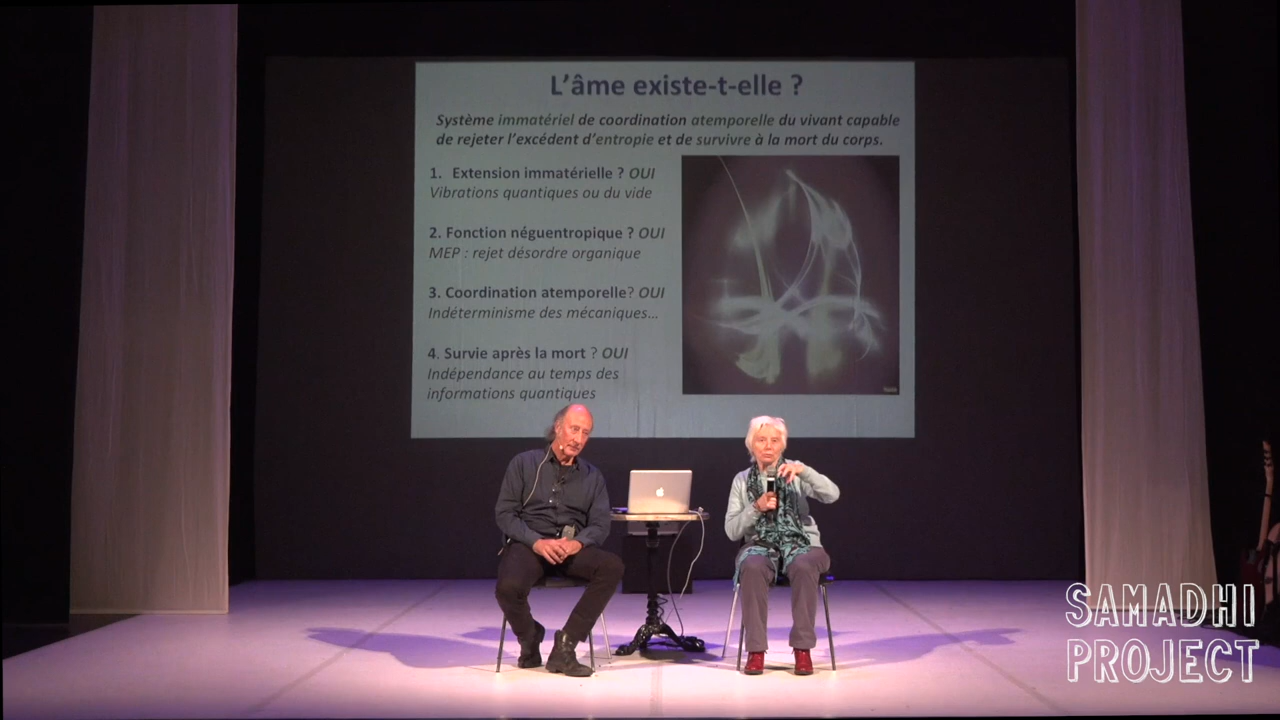 L'âme existe-t-elle ?
Système immatériel de coordination atemporelle du vivant capable
de rejeter l'excédent d'entropie et de survivre à la mort du corps.
1. Extension immatérielle ? OUI
Vibrations quantiques ou du vide
2. Fonction néguentropique ? OUI
MEP : rejet désordre organique
3. Coordination atemporelle? OUI
Indéterminisme des mécaniques...
4. Survie après la mort ? OUI
Indépendance au temps des
informations quantiques
SAMADHI
PROJECT